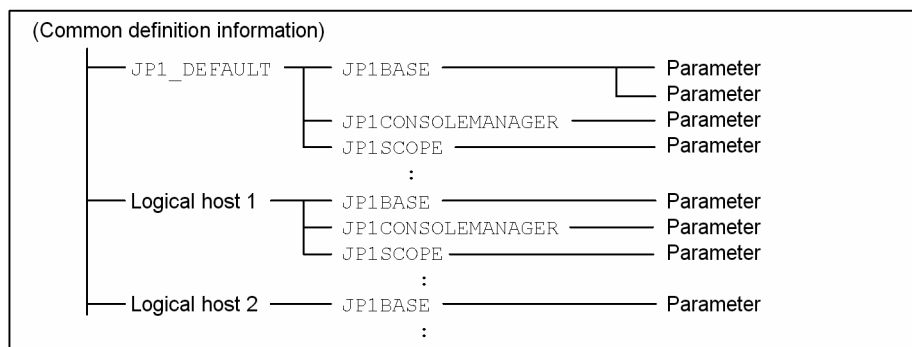 (Common definition information)
JP1_DEFAULT JP1BASE Parameter
Parameter
JP1CONSOLEMANAGER Parameter
JP1SCOPE Parameter
:
Logical host 1 JP1BASE Parameter
JP1CONSOLEMANAGER Parameter
JP1SCOPE Parameter
:
Logical host 2 JP1BASE Parameter
: